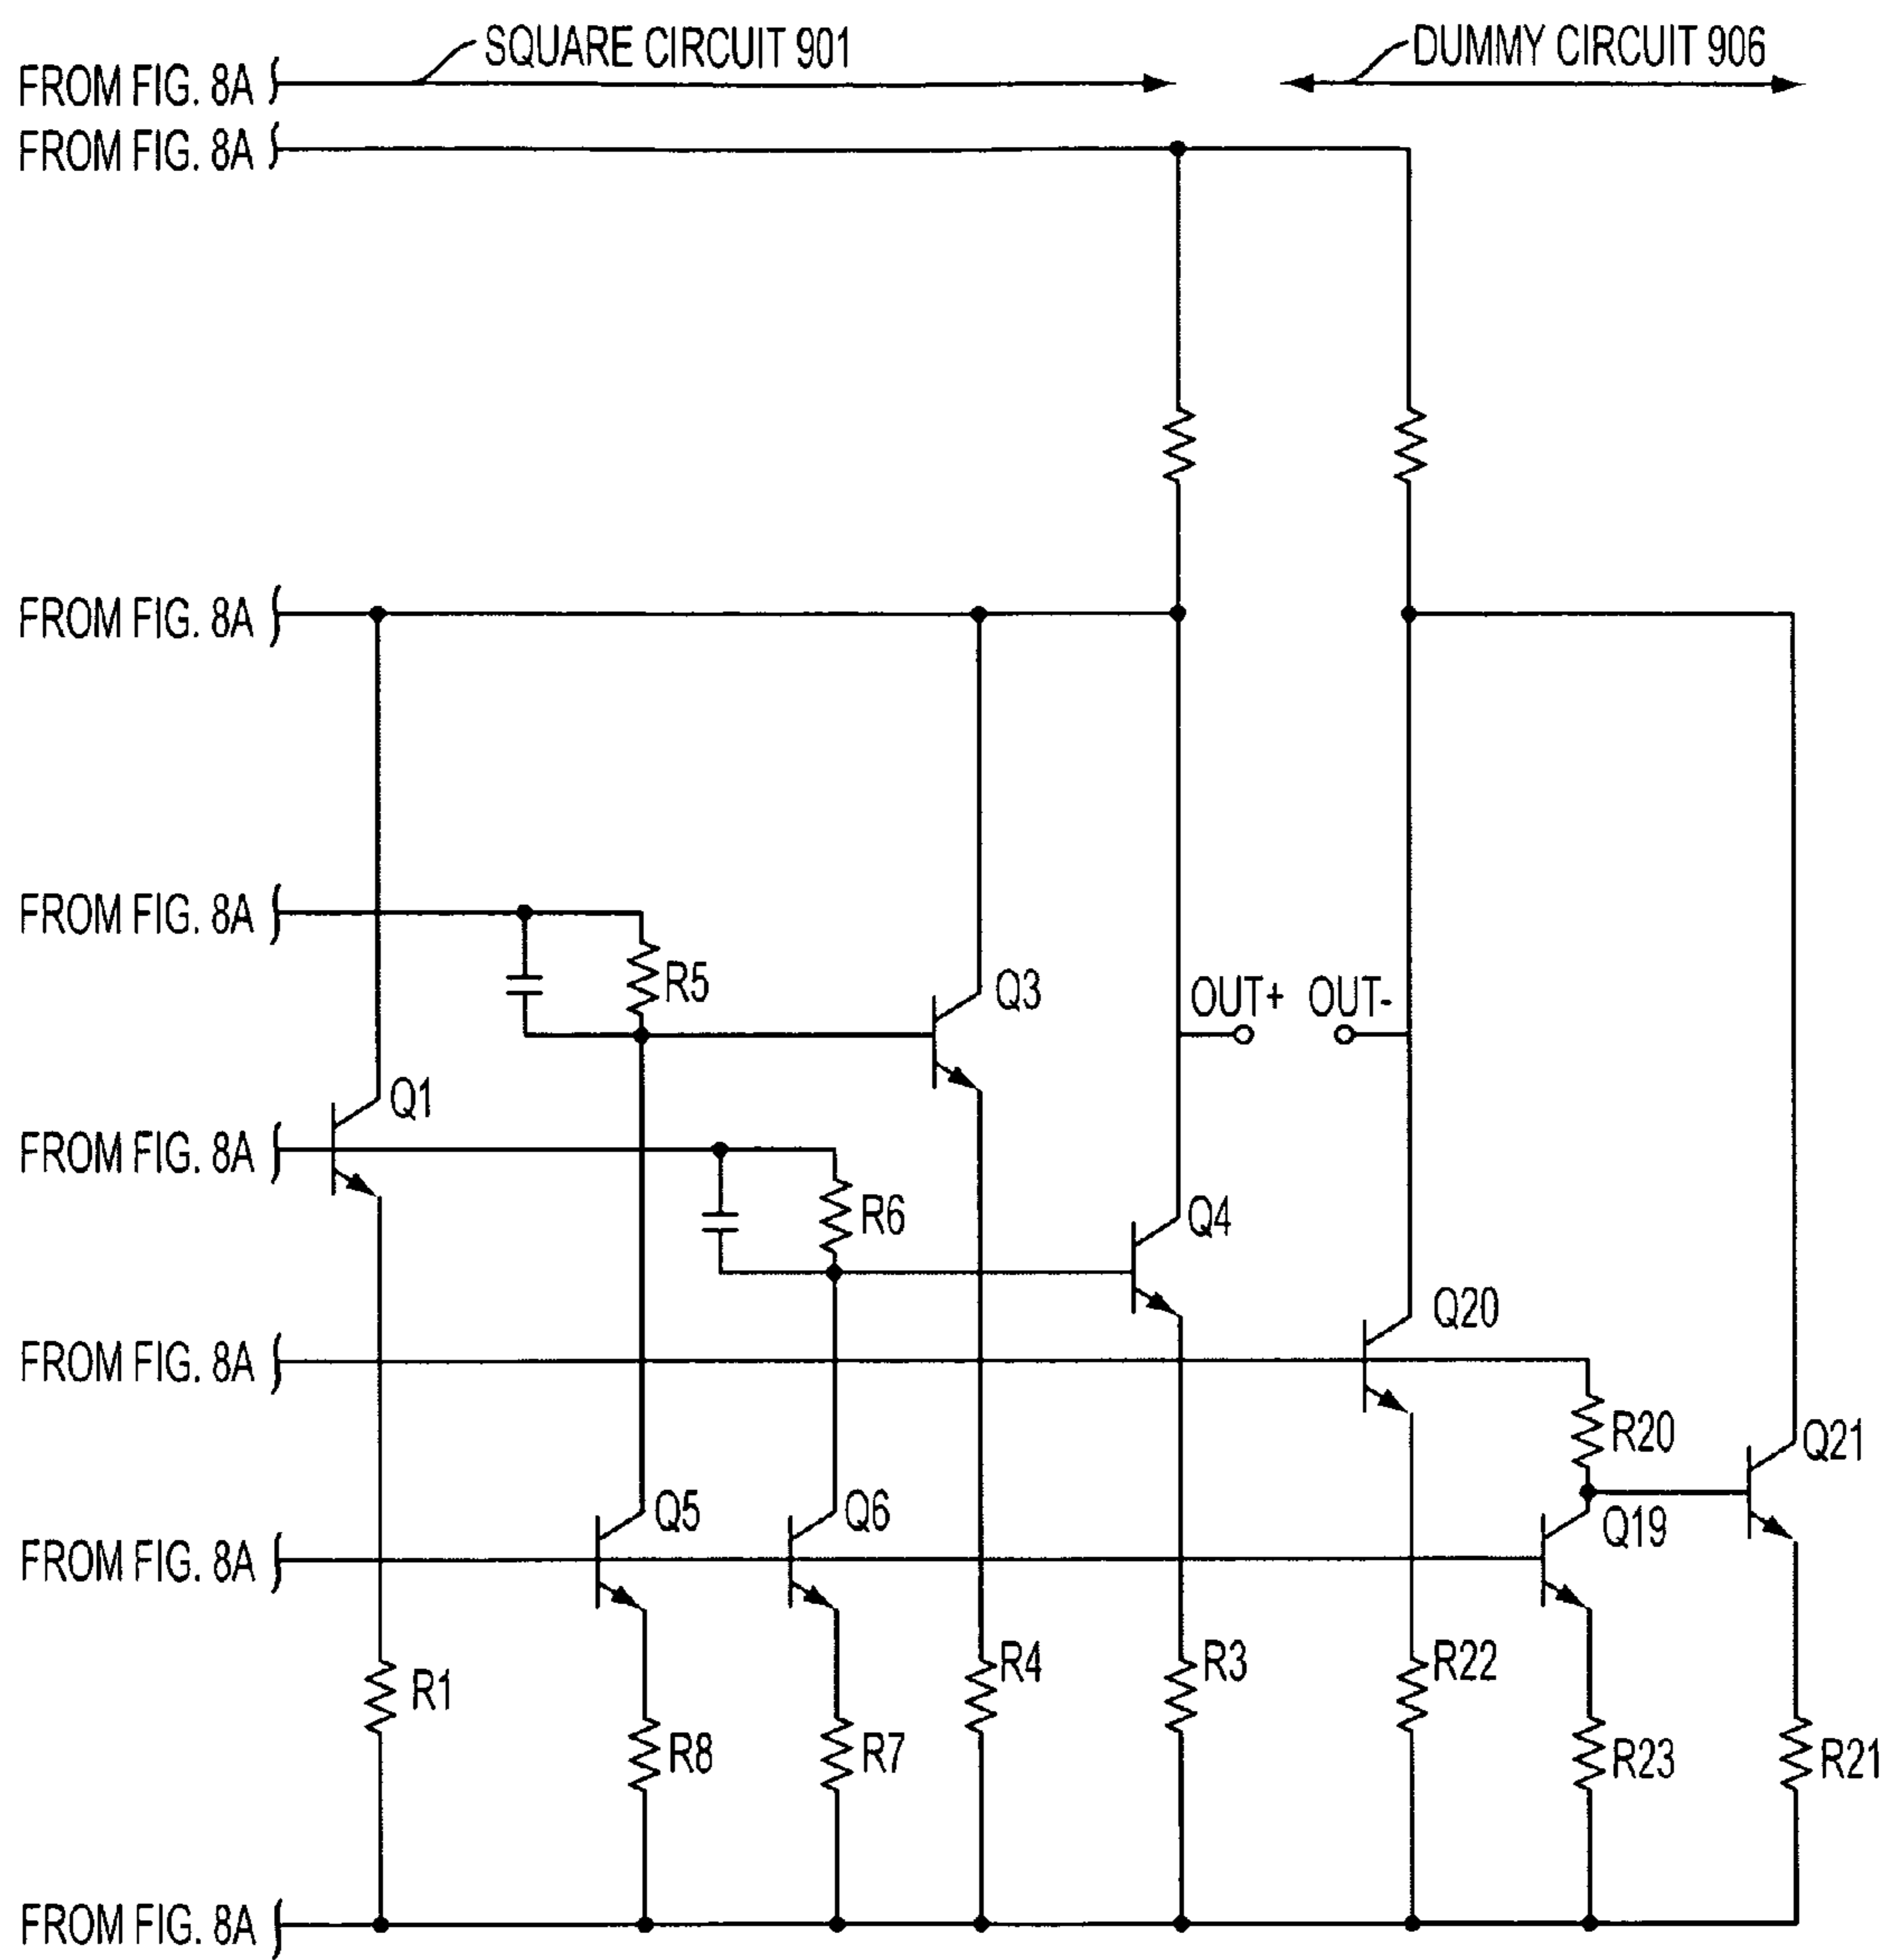 SQUARE CIRCUIT 901
DUMMY CIRCUIT 906
FROM FIG. 8A
FROM FIG. 8A
FROM FIG. 8A
FROM FIG. 8A
R5
Q3
OUT+
OUT-
Q1
FROM FIG. 8A
R6
Q4
Q20
FROM FIG. 8A
R20
Q21
Q5
Q6
Q19
FROM FIG. 8A
R1
R4
R3
R22
R8
R7
R23
R21
FROM FIG. 8A